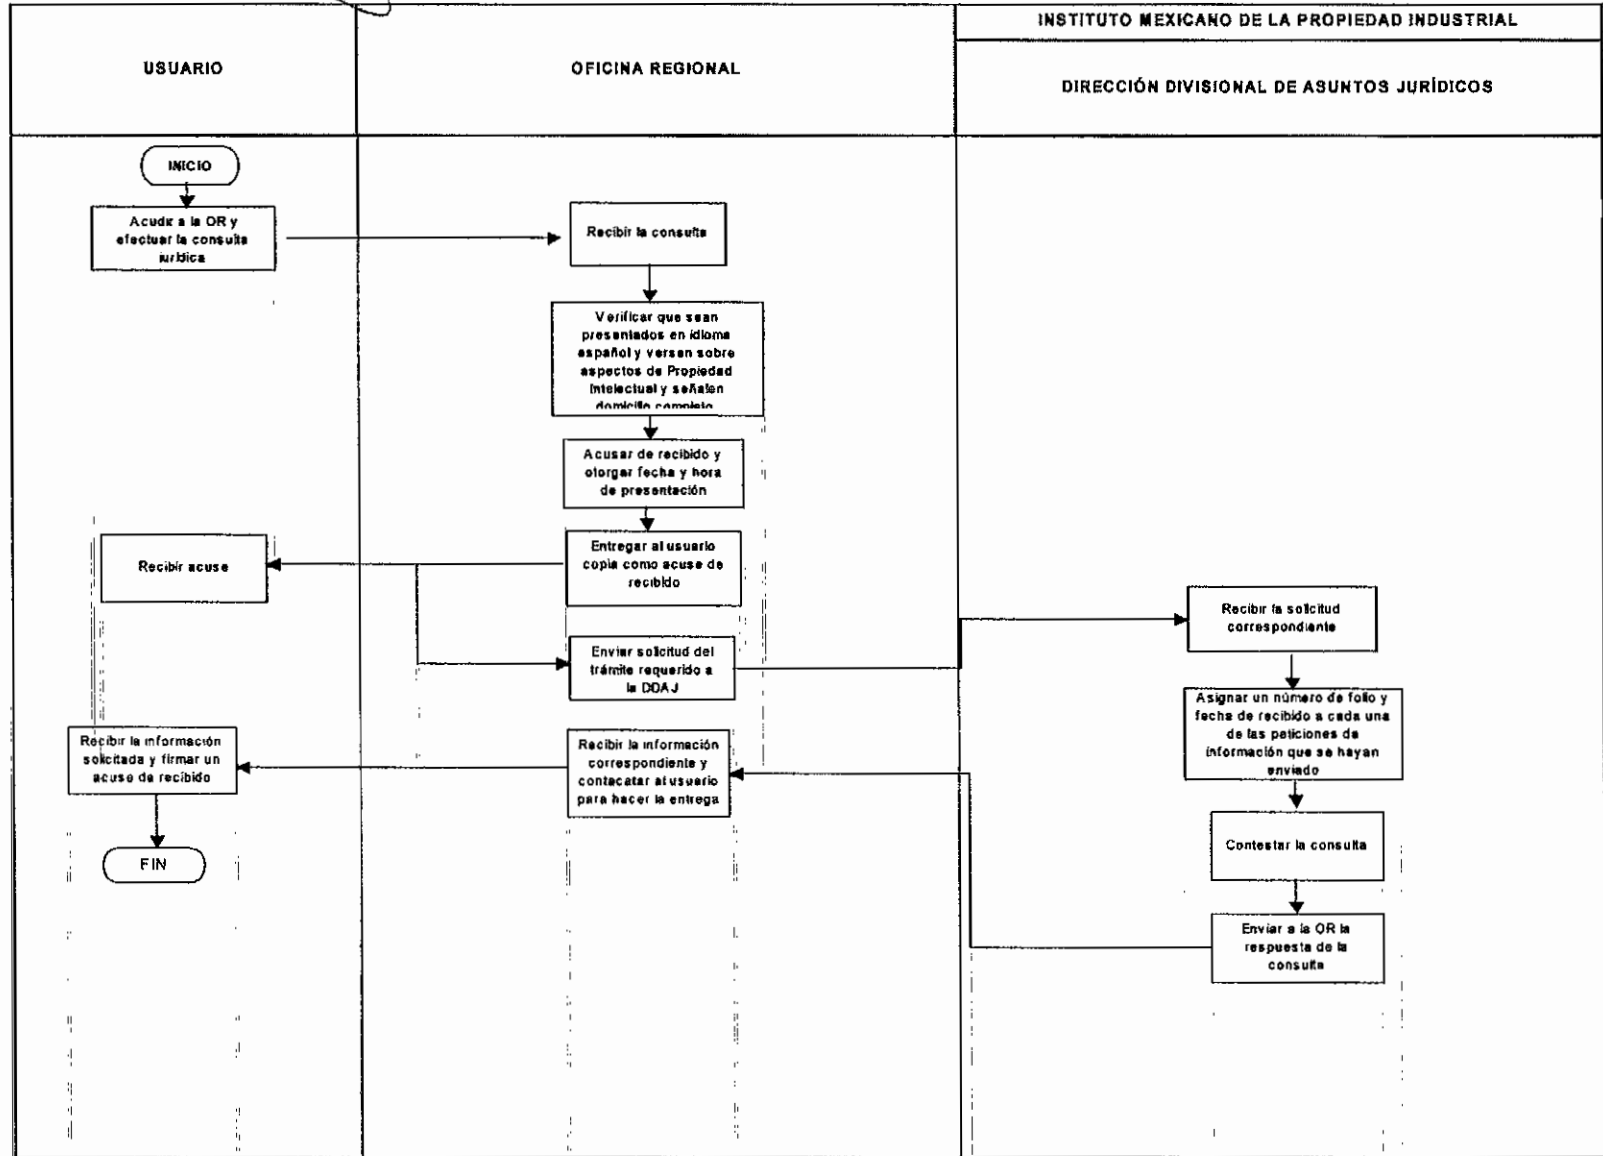 INSTITUTO MEXICANO DE LA PROPIEDAD INDUSTRIAL
USUARIO
OFICINA REGIONAL
DIRECCIÓN DIVISIONAL DE ASUNTOS JURÍDICOS
INICIO
Acudir a la OR y
efectuar la consulta
jurídica
Recibir la consulta
Verificar que sean
presentados en idioma
español y versen sobre
aspectos de Propiedad
Intelectual y señalen
domicilio completo
Acusar de recibido y
otorgar fecha y hora
de presentación
Entregar al usuario
copia como acuse de
recibido
Recibir acuse
Enviar solicitud del
trámite requerido a
la DDAJ
Recibir la solicitud
correspondiente
Asignar un número de folio y
fecha de recibido a cada una
de las peticiones de
información que se hayan
enviado
Contestar la consulta
Enviar a la OR la
respuesta de la
consulta
Recibir la información
correspondiente y
contacatar al usuario
para hacer la entrega
Recibir la información
solicitada y firmar un
acuse de recibido
FIN